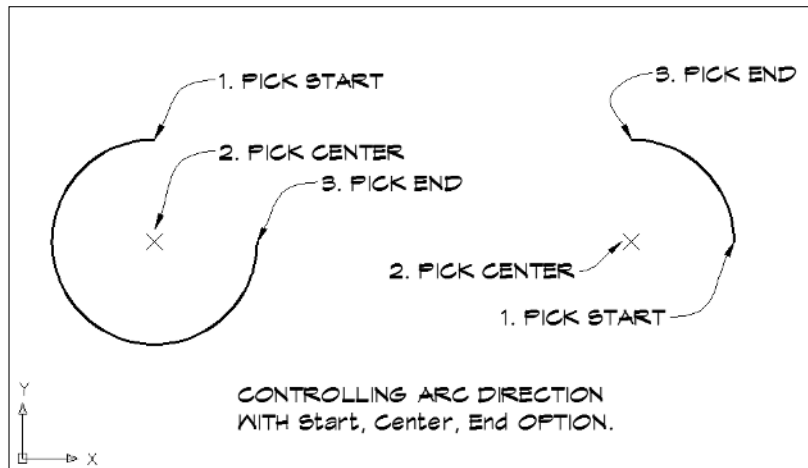 1. PICK START
2. PICK CENTER
3. PICK END
3. PICK END
2. PICK CENTER
1. PICK START
CONTROLLING ARC DIRECTION
WITH Start, Center, End OPTION.
Y
X